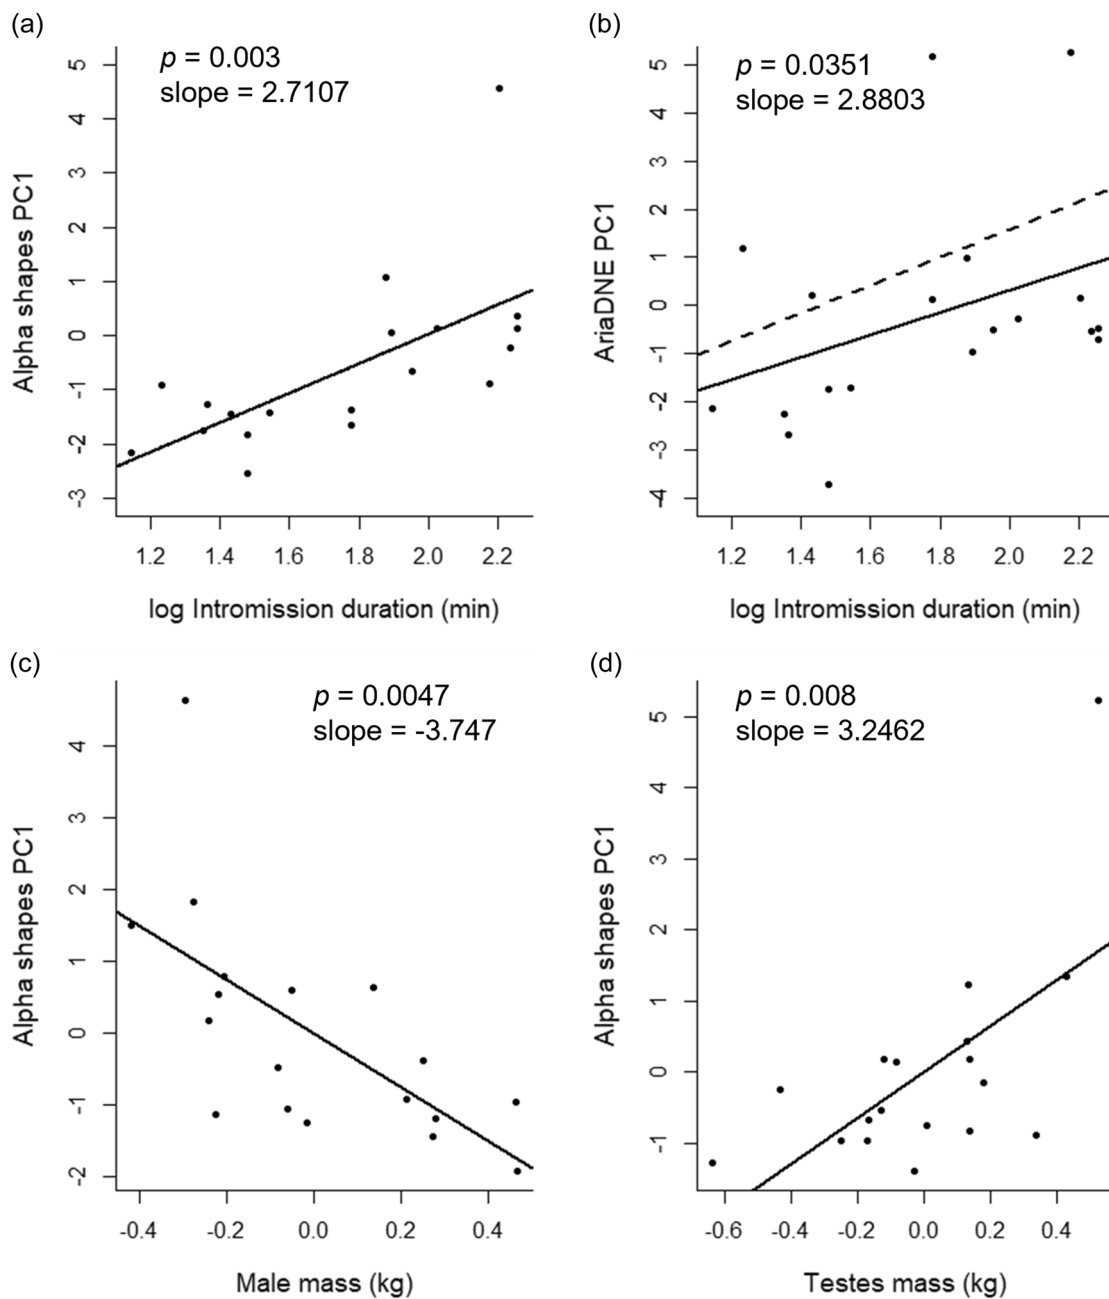 (a)
p = 0.003
slope = 2.7107
Alpha shapes PC1
5
4
3
2
1
0
-1
-2
-3
1.2 1.4 1.6 1.8 2.0 2.2
log Intromission duration (min)
(b)
p = 0.0351
slope = 2.8803
AriaDNE PC1
5
4
3
2
1
0
-1
-2
-3
-4
1.2 1.4 1.6 1.8 2.0 2.2
log Intromission duration (min)
(c)
p = 0.0047
slope = -3.747
Alpha shapes PC1
4
3
2
1
0
-1
-2
-0.4 -0.2 0.0 0.2 0.4
Male mass (kg)
(d)
p = 0.008
slope = 3.2462
Alpha shapes PC1
5
4
3
2
1
0
-1
-0.6 -0.4 -0.2 0.0 0.2 0.4
Testes mass (kg)